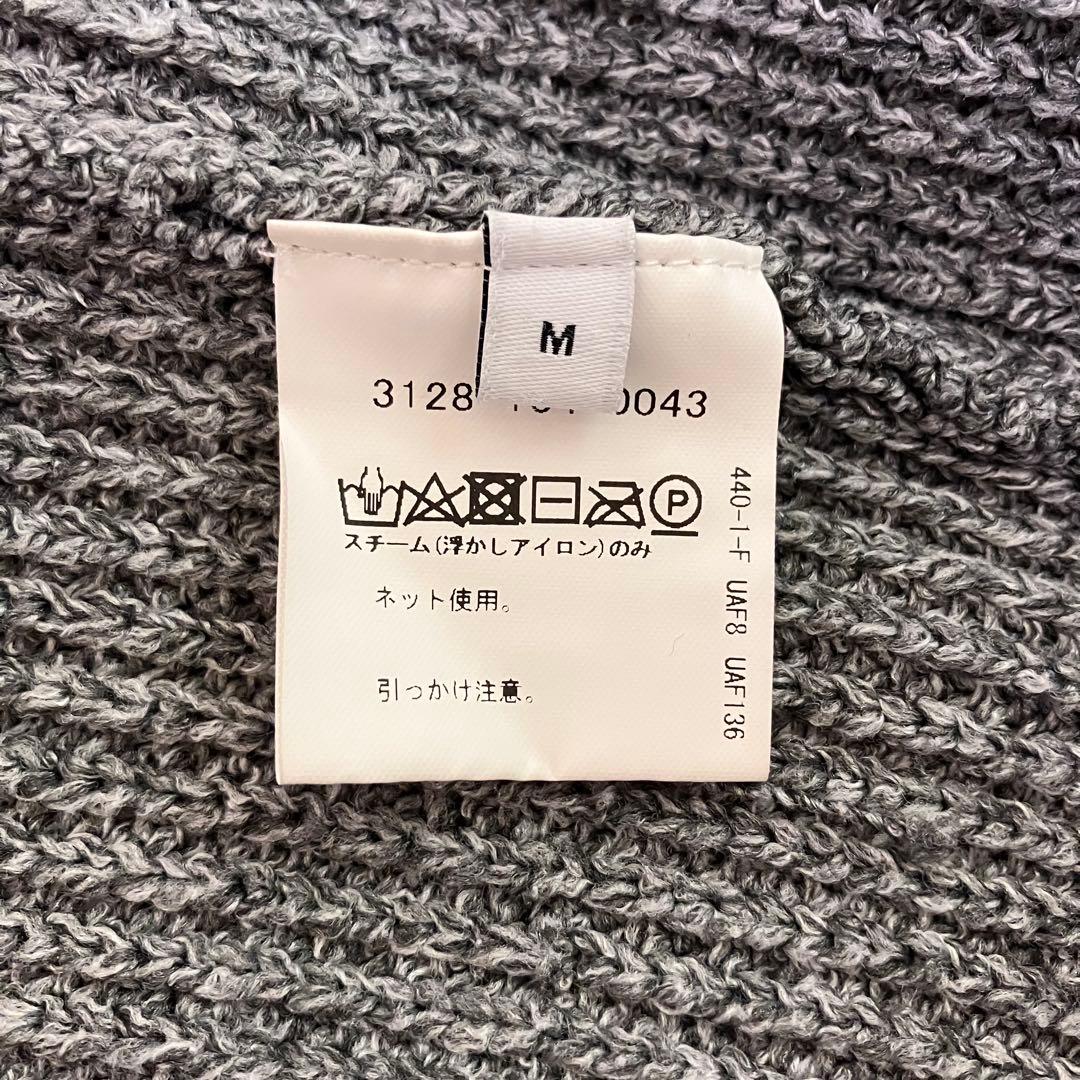 M
3128 0043
P
スチーム(浮かしアイロン)のみ
ネット使用。
引っかけ注意。
440-1-F UAF8 UAF136